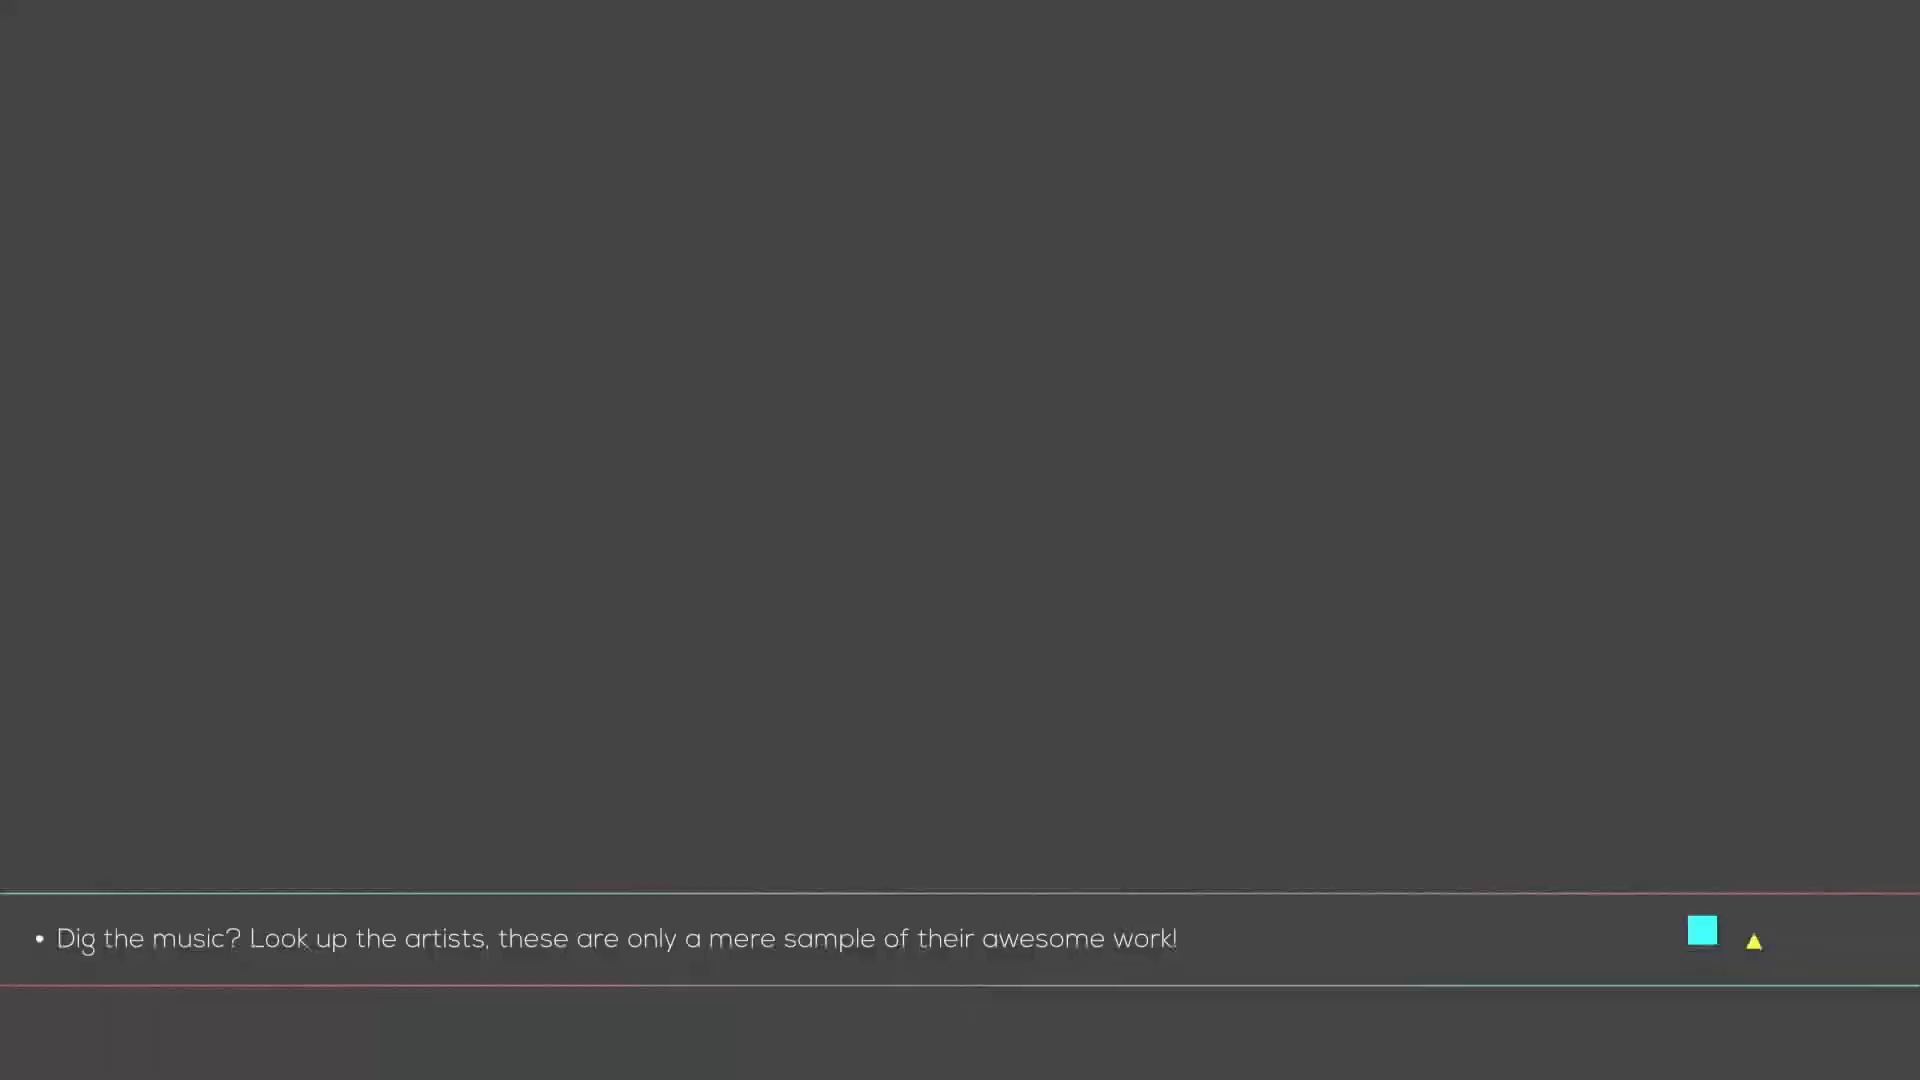 • Dig the music? Look up the artists, these are only a mere sample of their awesome work!